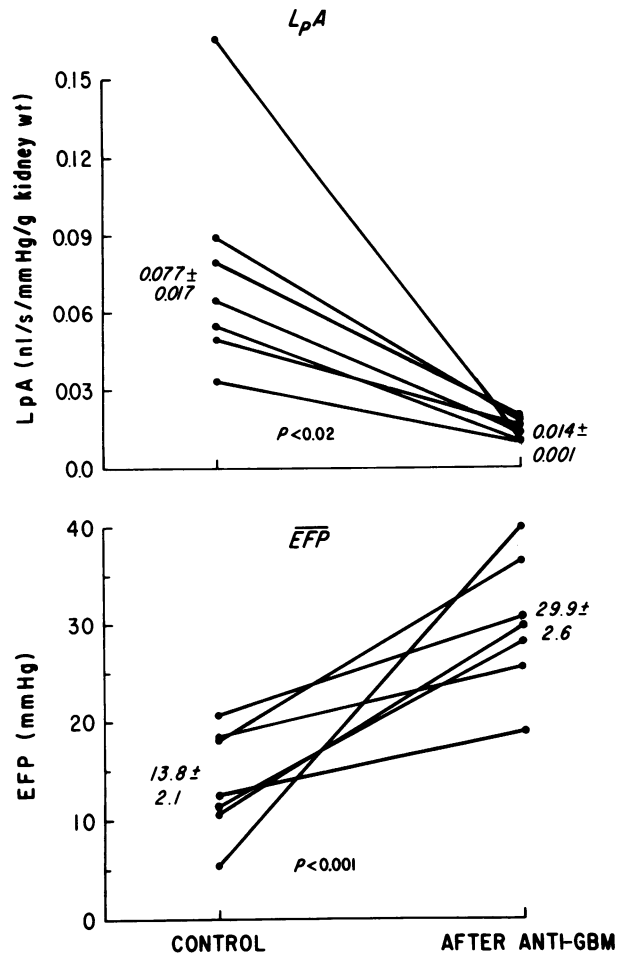 LpA
LpA (nl/s/mm Hg/g kidney wt)
0.15
0.12
0.09
0.06
0.03
0.0
0.077±
0.017
P<0.02
0.014±
0.001
EFP
EFP (mmHg)
40
30
20
10
0
13.8±
2.1
P<0.001
29.9±
2.6
CONTROL
AFTER ANTI-GBM